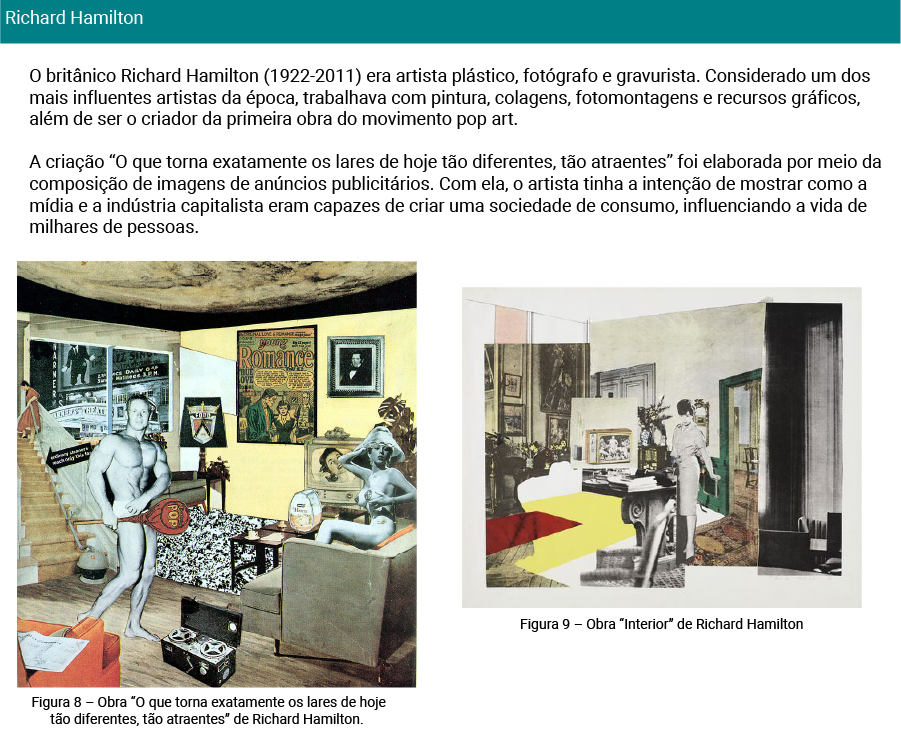 Richard Hamilton
O britânico Richard Hamilton (1922-2011) era artista plástico, fotógrafo e gravurista. Considerado um dos
mais influentes artistas da época, trabalhava com pintura, colagens, fotomontagens e recursos gráficos,
além de ser o criador da primeira obra do movimento pop art.
A criação “O que torna exatamente os lares de hoje tão diferentes, tão atraentes” foi elaborada por meio da
composição de imagens de anúncios publicitários. Com ela, o artista tinha a intenção de mostrar como a
mídia e a indústria capitalista eram capazes de criar uma sociedade de consumo, influenciando a vida de
milhares de pessoas.
young
Romance
POP
Figura 8 – Obra “O que torna exatamente os lares de hoje
tão diferentes, tão atraentes” de Richard Hamilton.
Figura 9 – Obra “Interior” de Richard Hamilton